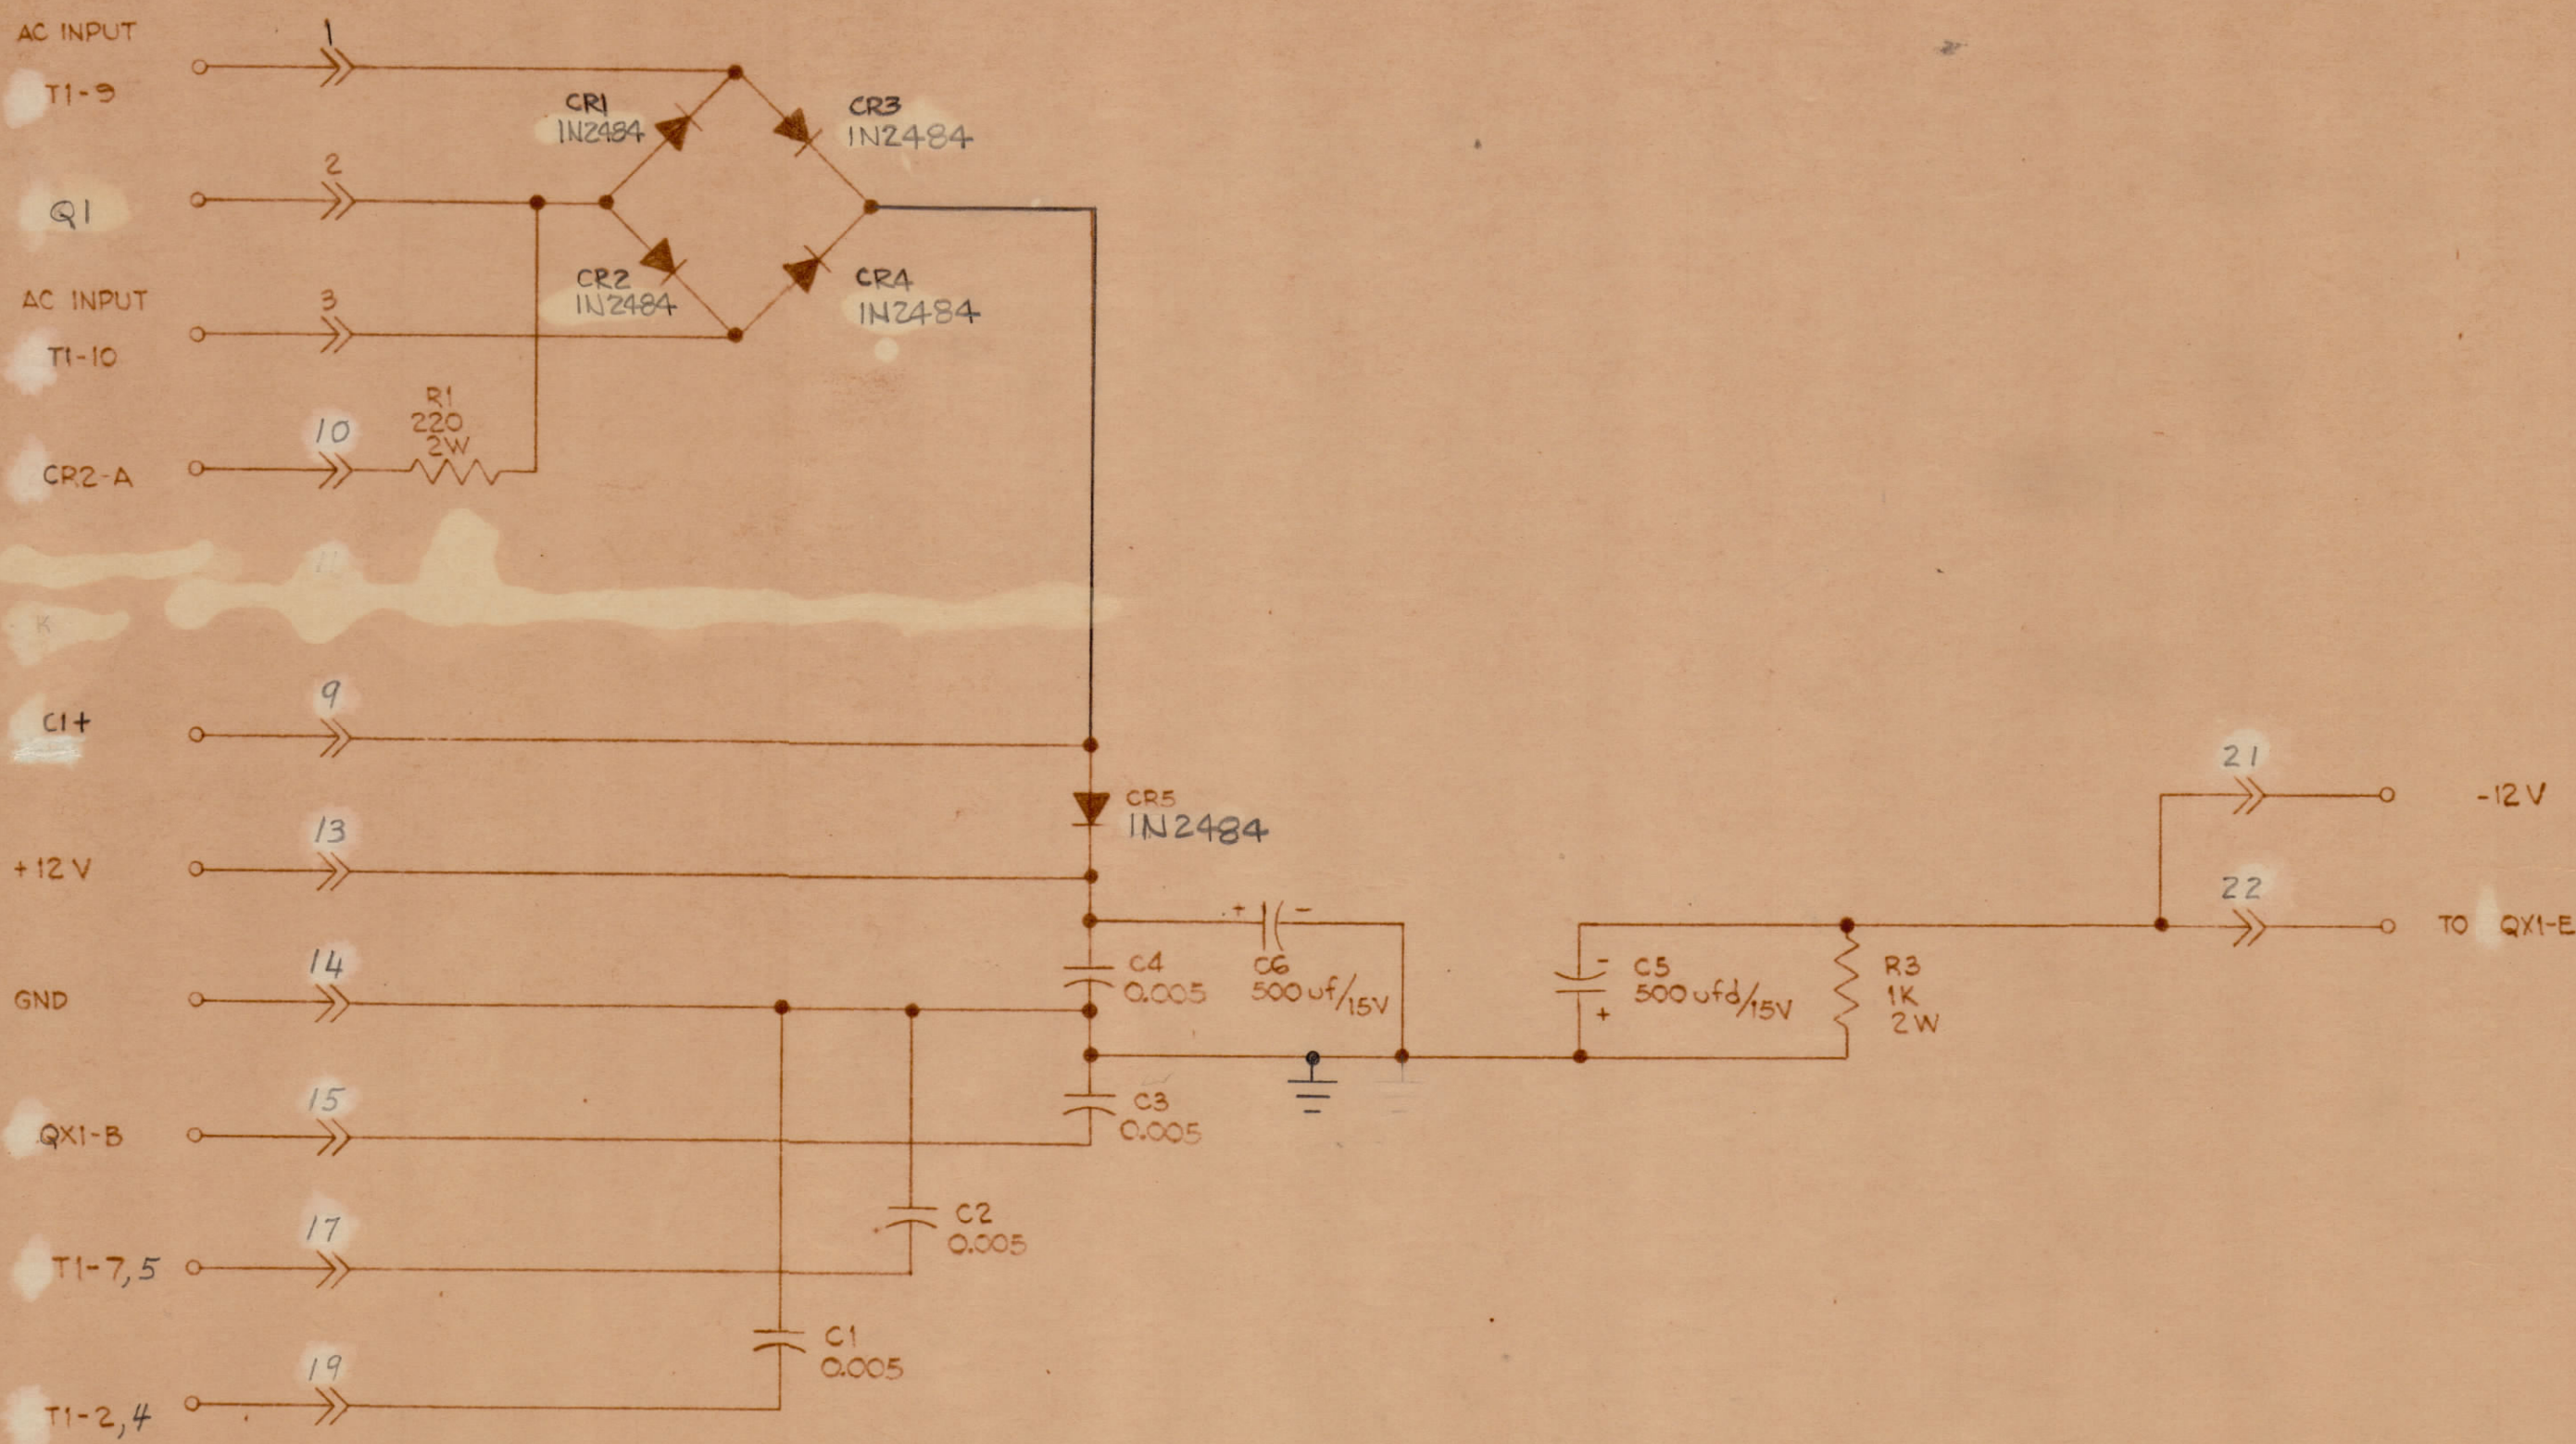 AC INPUT
T1-9
1
CR1
1N2484
CR3
1N2484
Q1
2
CR2
1N2484
CR4
1N2484
AC INPUT
T1-10
3
CR2-A
10
R1
220
2W
K
C1+
9
CR5
1N2484
+12V
13
GND
14
C4
0.005
+ -
C6
500uf/15V
-
C5
500ufd/15V
+
R3
1K
2W
21
-12V
22
TO QX1-E
QX1-B
15
C3
0.005
T1-7,5
17
C2
0.005
T1-2,4
19
C1
0.005